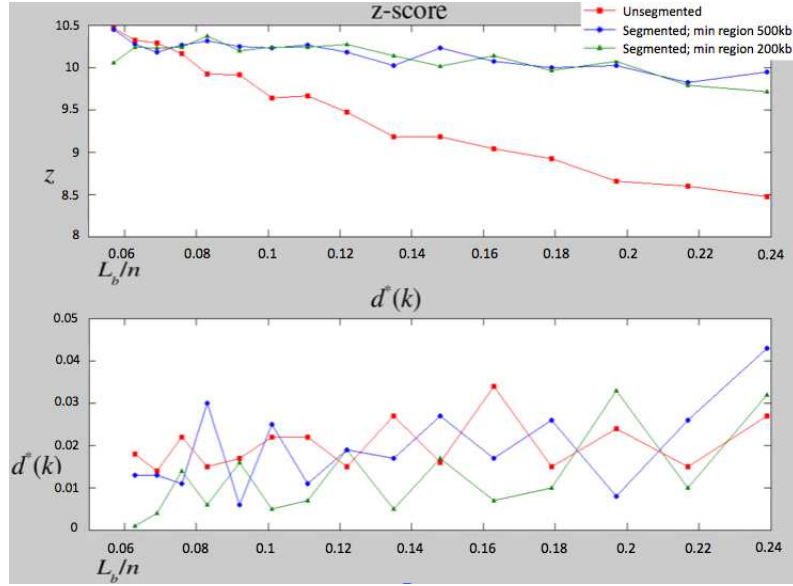 z-score
Unsegmented
Segmented; min region 500kb
Segmented; min region 200kb
10.5
10
9.5
9
z
8.5
8
0.06 0.08 0.1 0.12 0.14 0.16 0.18 0.2 0.22 0.24
L_b/n
d*(k)
0.05
0.04
0.03
0.02
d*(k)
0.01
0
0.06 0.08 0.1 0.12 0.14 0.16 0.18 0.2 0.22 0.24
L_b/n